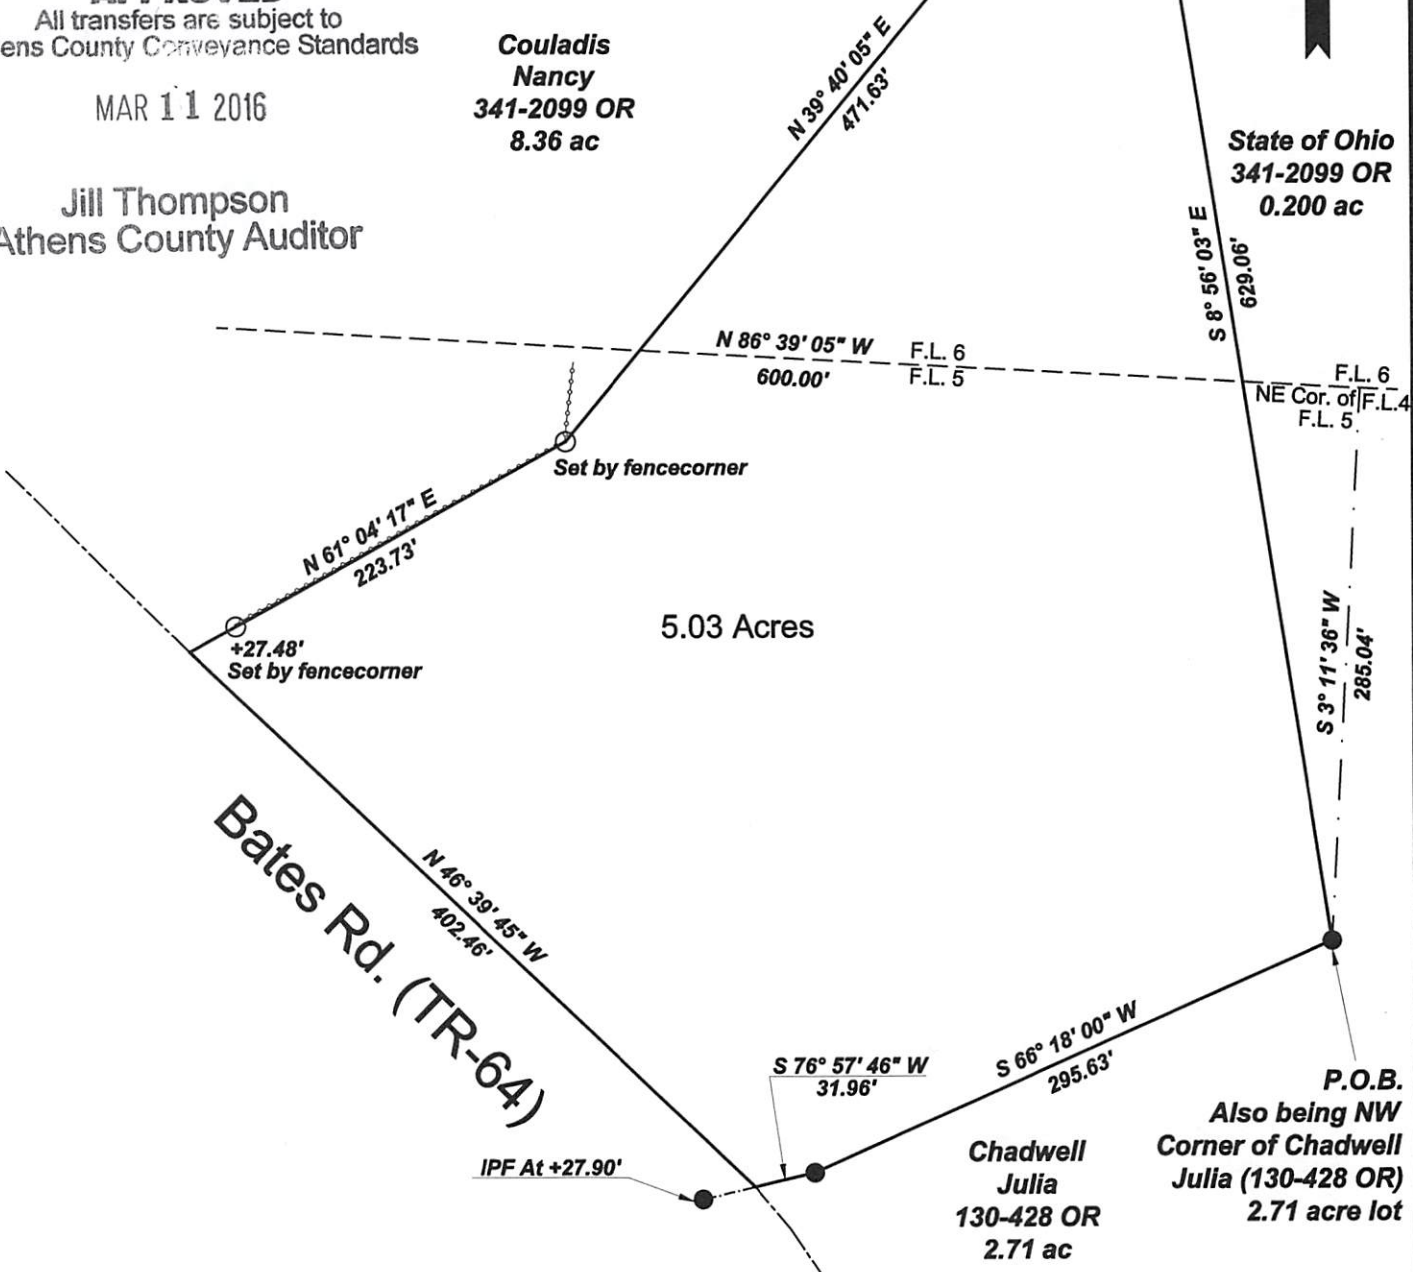 All transfers are subject to
ens County Conveyance Standards
MAR 11 2016
Jill Thompson
Athens County Auditor
Couladis
Nancy
341-2099 OR
8.36 ac
N 39° 40' 05" E
471.63'
State of Ohio
341-2099 OR
0.200 ac
S 8° 56' 03" E
629.06'
N 86° 39' 05" W
600.00'
F.L. 6
F.L. 5
F.L. 6
NE Cor. of F.L.4
F.L. 5
Set by fencecorner
N 61° 04' 17" E
223.73'
+27.48'
Set by fencecorner
5.03 Acres
S 3° 11' 36" W
285.04'
Bates Rd. (TR-64)
N 46° 39' 45" W
402.46'
S 76° 57' 46" W
31.96'
S 66° 18' 00" W
295.63'
IPF At +27.90'
Chadwell
Julia
130-428 OR
2.71 ac
P.O.B.
Also being NW
Corner of Chadwell
Julia (130-428 OR)
2.71 acre lot